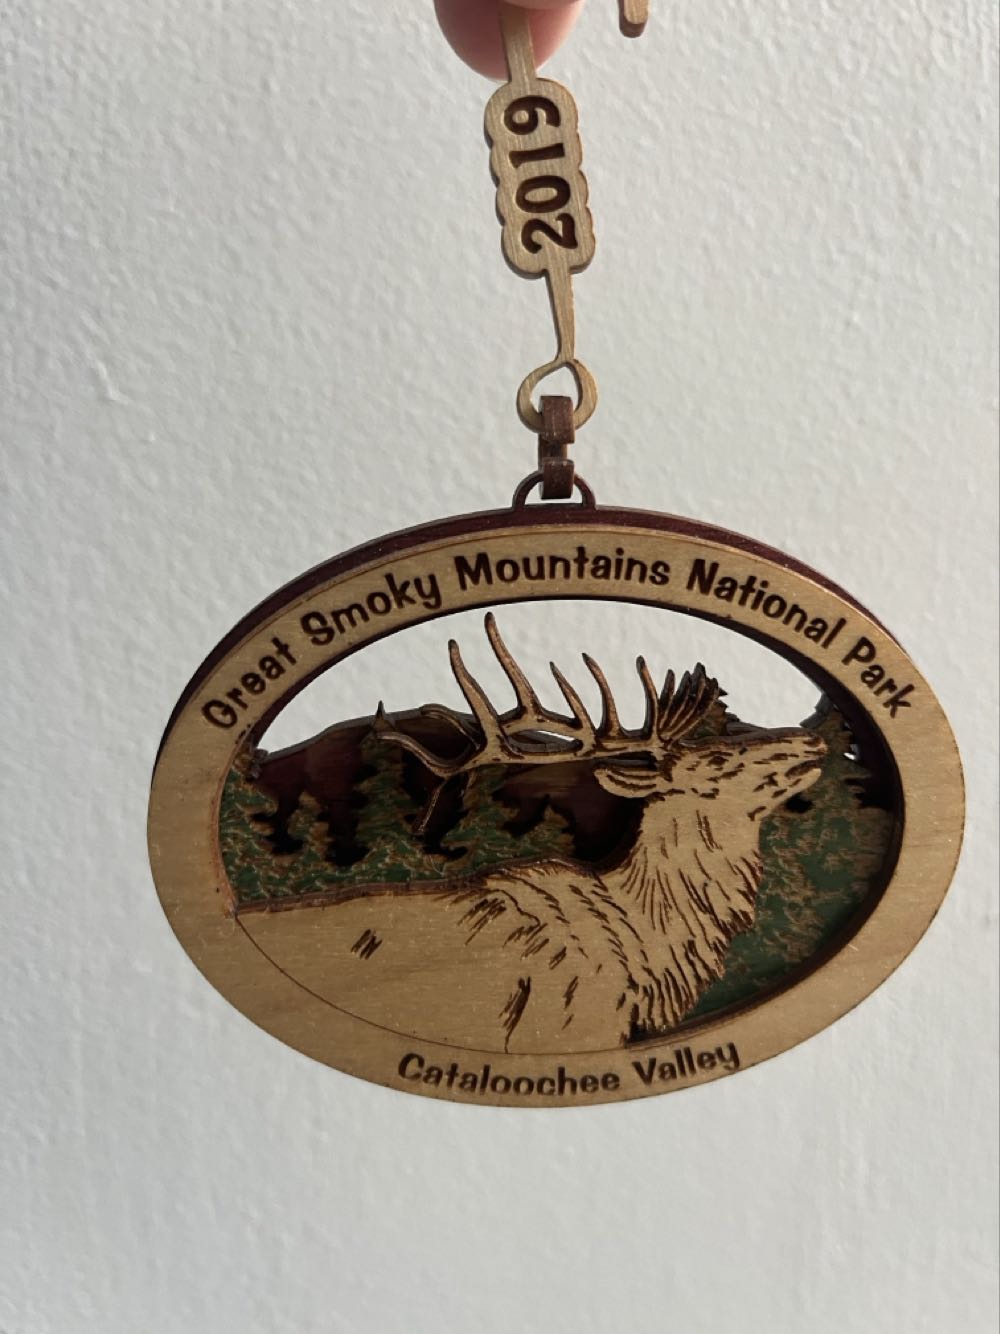 2019
Great Smoky Mountains National Park
Cataloochee Valley